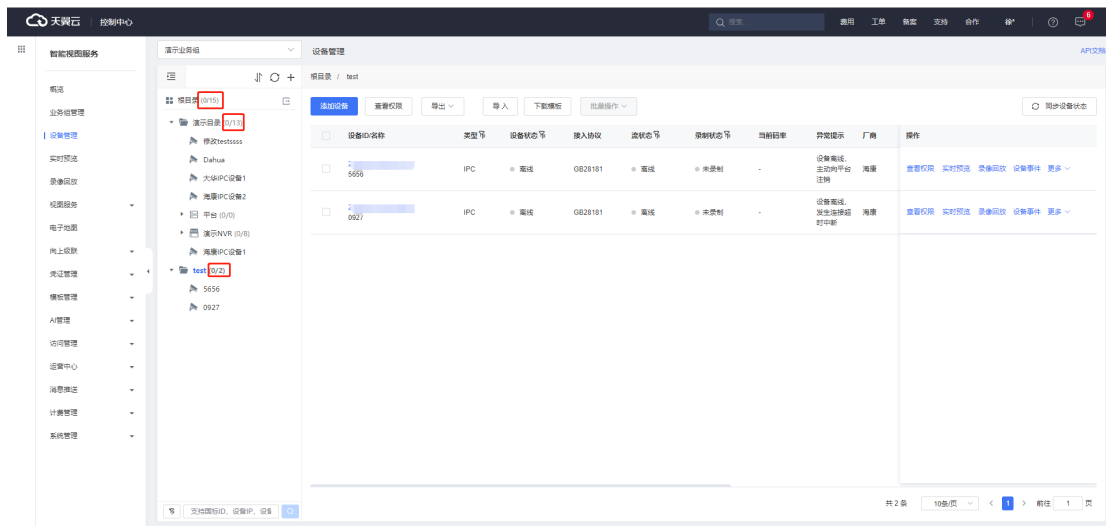 天翼云 控制中心 搜索 费用 工单 备案 支持 合作 徐* 6
智能视图服务
概览
业务组管理
设备管理
实时预览
录像回放
视图服务
电子地图
向上级联
凭证管理
模板管理
AI管理
访问管理
运营中心
消息推送
计费管理
系统管理
演示业务组
根目录 (0/15)
演示目录 (0/13)
修改testssss
Dahua
大华IPC设备1
海康IPC设备2
平台 (0/0)
演示NVR (0/8)
海康IPC设备1
test (0/2)
5656
0927
支持国标ID、设备IP、设备
设备管理 API文档
根目录 / test
添加设备 查看权限 导出 导入 下载模板 批量操作 同步设备状态
设备ID/名称 类型 设备状态 接入协议 流状态 录制状态 当前码率 异常提示 厂商 操作
2
5656 IPC 离线 GB28181 离线 未录制 - 设备离线, 主动向平台注销 海康 查看权限 实时预览 录像回放 设备事件 更多
2
0927 IPC 离线 GB28181 离线 未录制 - 设备离线, 发生连接超时中断 海康 查看权限 实时预览 录像回放 设备事件 更多
共 2 条 10条/页 1 前往 1 页